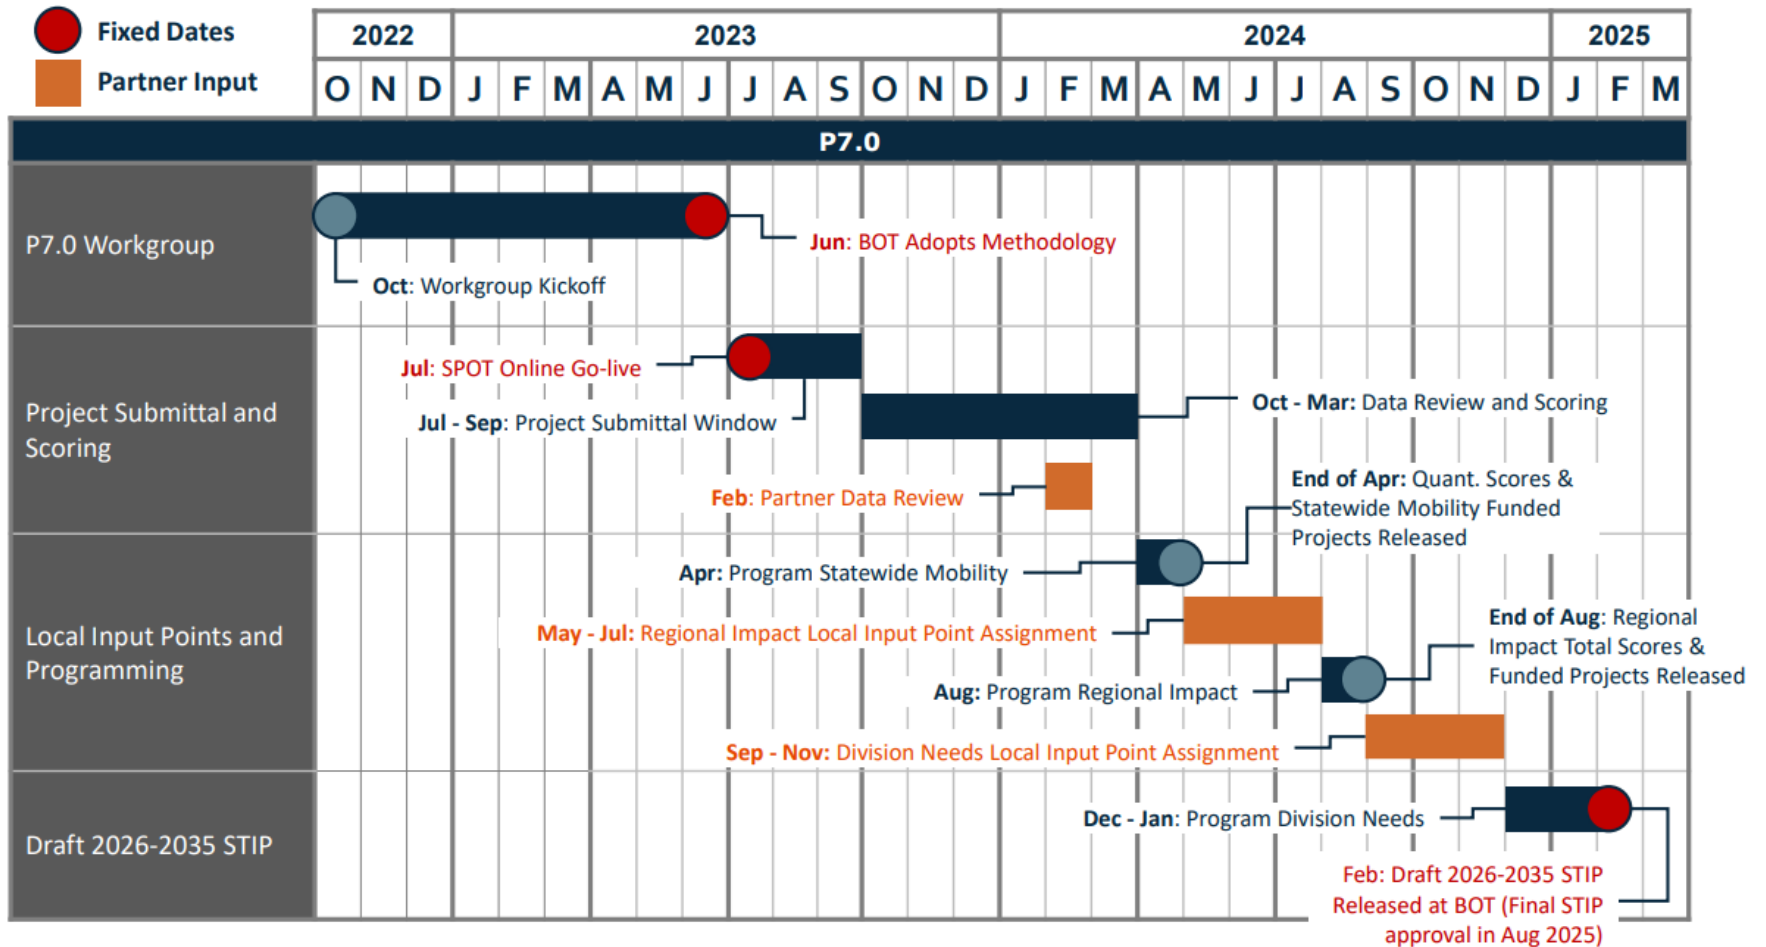 Fixed Dates
Partner Input
2022 2023 2024 2025
O N D J F M A M J J A S O N D J F M A M J J A S O N D J F M
P7.0
P7.0 Workgroup
Jun: BOT Adopts Methodology
Oct: Workgroup Kickoff
Project Submittal and
Scoring
Jul: SPOT Online Go-live
Jul - Sep: Project Submittal Window
Oct - Mar: Data Review and Scoring
Feb: Partner Data Review
End of Apr: Quant. Scores &
Statewide Mobility Funded
Projects Released
Local Input Points and
Programming
Apr: Program Statewide Mobility
May - Jul: Regional Impact Local Input Point Assignment
End of Aug: Regional
Impact Total Scores &
Funded Projects Released
Aug: Program Regional Impact
Sep - Nov: Division Needs Local Input Point Assignment
Draft 2026-2035 STIP
Dec - Jan: Program Division Needs
Feb: Draft 2026-2035 STIP
Released at BOT (Final STIP
approval in Aug 2025)